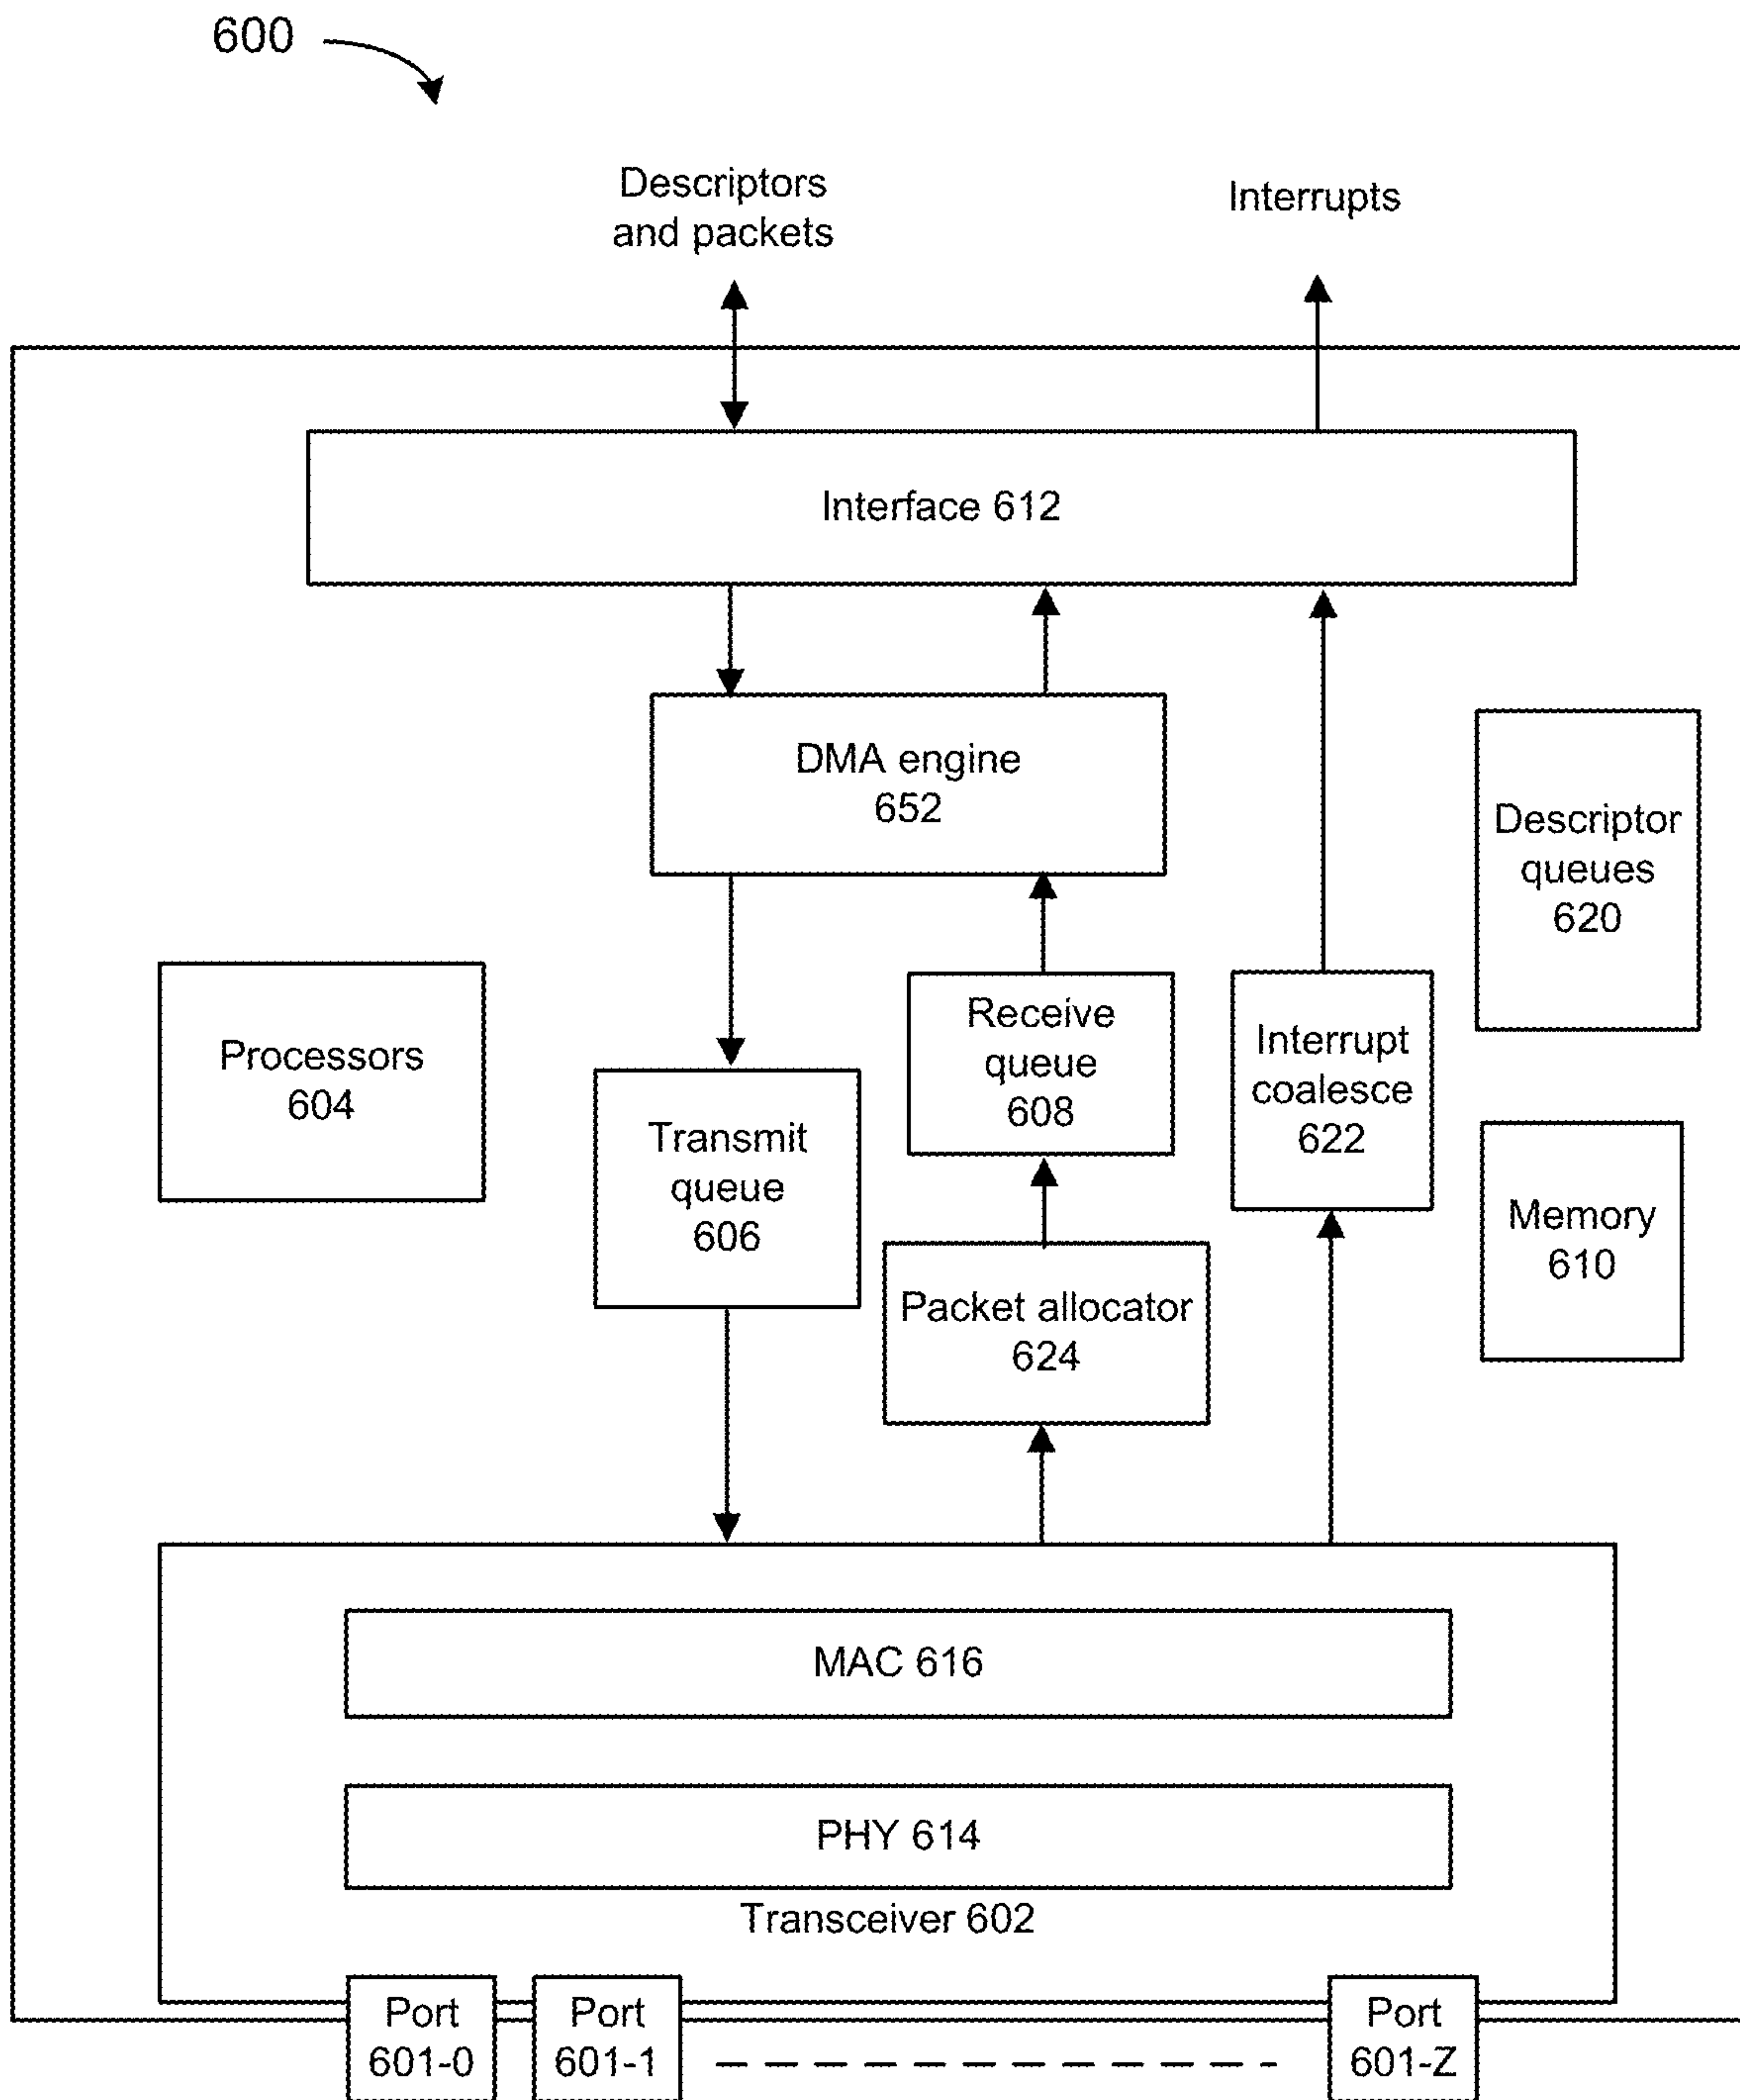 600
Descriptors
and packets
Interrupts
Interface 612
DMA engine
652
Descriptor
queues
620
Processors
604
Receive
queue
608
Interrupt
coalesce
622
Transmit
queue
606
Memory
610
Packet allocator
624
MAC 616
PHY 614
Transceiver 602
Port
601-0
Port
601-1
Port
601-Z